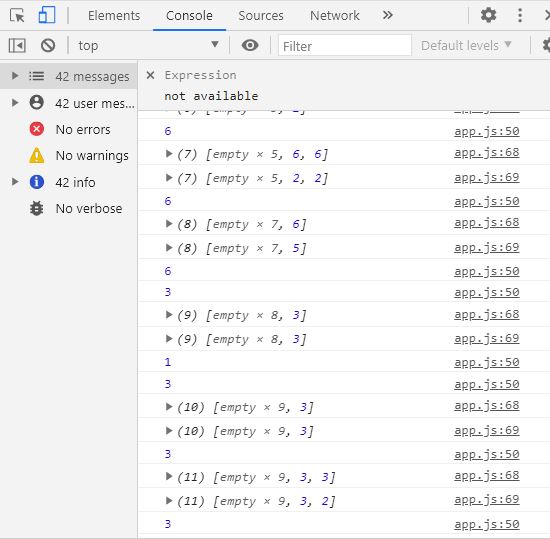 Elements Console Sources Network »
top Filter Default levels
42 messages
42 user mes...
No errors
No warnings
42 info
No verbose
Expression
not available
6 app.js:50
(7) [empty × 5, 6, 6] app.js:68
(7) [empty × 5, 2, 2] app.js:69
6 app.js:50
(8) [empty × 7, 6] app.js:68
(8) [empty × 7, 5] app.js:69
6 app.js:50
3 app.js:50
(9) [empty × 8, 3] app.js:68
(9) [empty × 8, 3] app.js:69
1 app.js:50
3 app.js:50
(10) [empty × 9, 3] app.js:68
(10) [empty × 9, 3] app.js:69
3 app.js:50
(11) [empty × 9, 3, 3] app.js:68
(11) [empty × 9, 3, 2] app.js:69
3 app.js:50